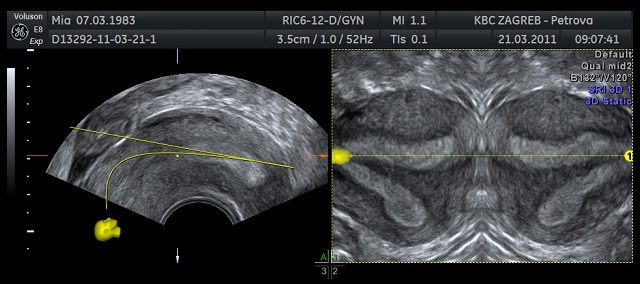 Voluson E8 Exp
Mia 07.03.1983 RIC6-12-D/GYN MI 1.1 KBC ZAGREB - Petrova
D13292-11-03-21-1 3.5cm / 1.0 / 52Hz TIs 0.1 21.03.2011 09:07:41
Default
Qual mid2
B132°/V120°
SRI 3D 1
3D Static
1
A 1
3 2